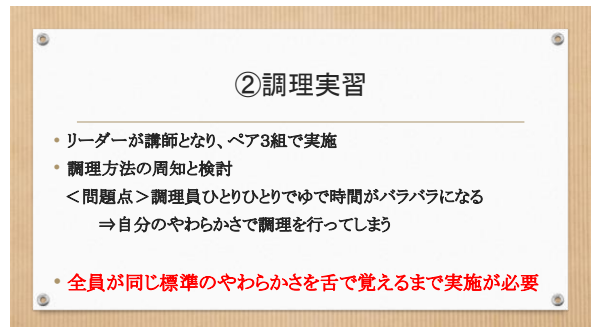 ②調理実習
• リーダーが講師となり、ペア3組で実施
• 調理方法の周知と検討
＜問題点＞調理員ひとりひとりでゆで時間がバラバラになる
⇒自分のやわらかさで調理を行ってしまう
• 全員が同じ標準のやわらかさを舌で覚えるまで実施が必要